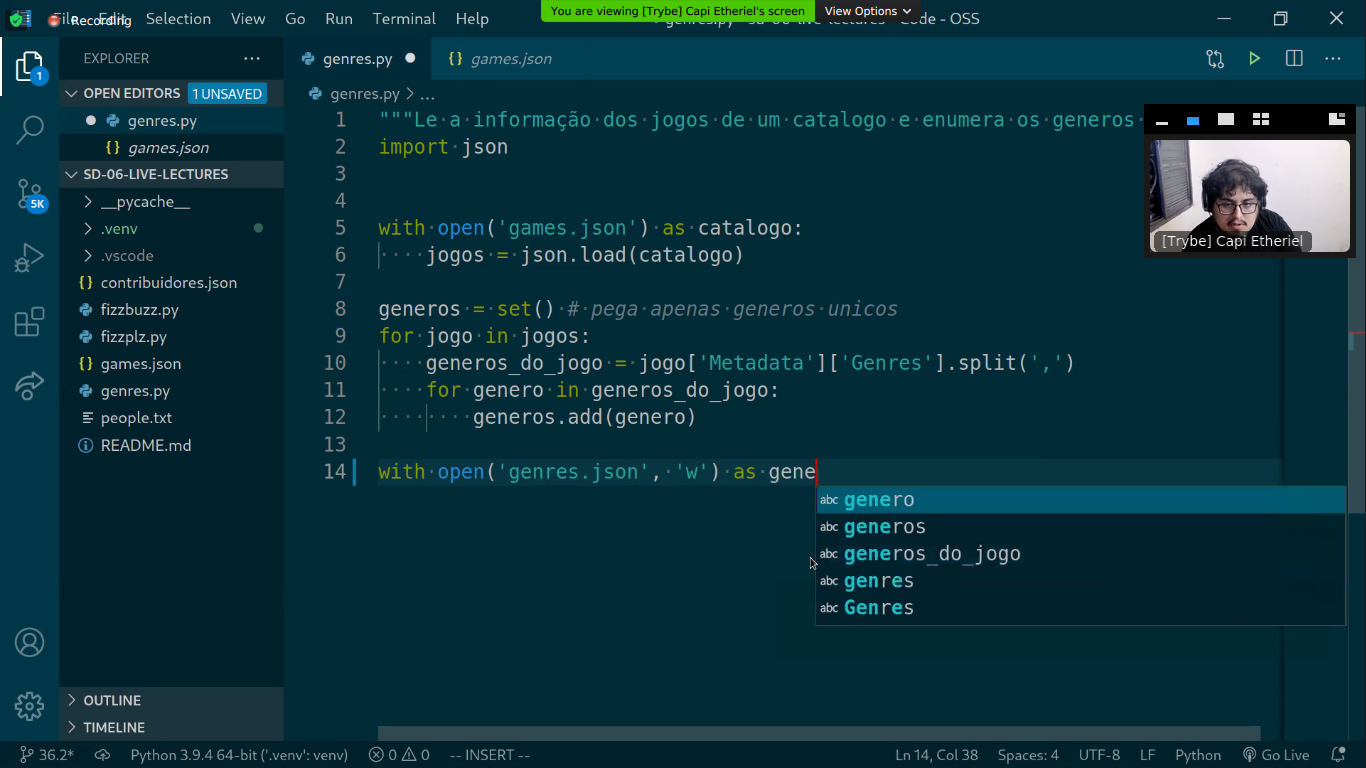 You are viewing [Trybe] Capi Etheriel's screen
View Options
Recording
File Edit Selection View Go Run Terminal Help
Code - OSS
EXPLORER
genres.py
games.json
OPEN EDITORS
1 UNSAVED
genres.py
games.json
SD-06-LIVE-LECTURES
__pycache__
.venv
.vscode
contribuidores.json
fizzbuzz.py
fizzplz.py
games.json
genres.py
people.txt
README.md
OUTLINE
TIMELINE
1
5K
genres.py > ...
1 """Le a informação dos jogos de um catalogo e enumera os generos
2 import json
3
4
5 with open('games.json') as catalogo:
6     jogos = json.load(catalogo)
7
8 generos = set() # pega apenas generos unicos
9 for jogo in jogos:
10     generos_do_jogo = jogo['Metadata']['Genres'].split(',')
11     for genero in generos_do_jogo:
12         generos.add(genero)
13
14 with open('genres.json', 'w') as gene
abc genero
abc generos
abc generos_do_jogo
abc genres
abc Genres
[Trybe] Capi Etheriel
36.2*
Python 3.9.4 64-bit ('.venv': venv)
0 0
-- INSERT --
Ln 14, Col 38
Spaces: 4
UTF-8
LF
Python
Go Live